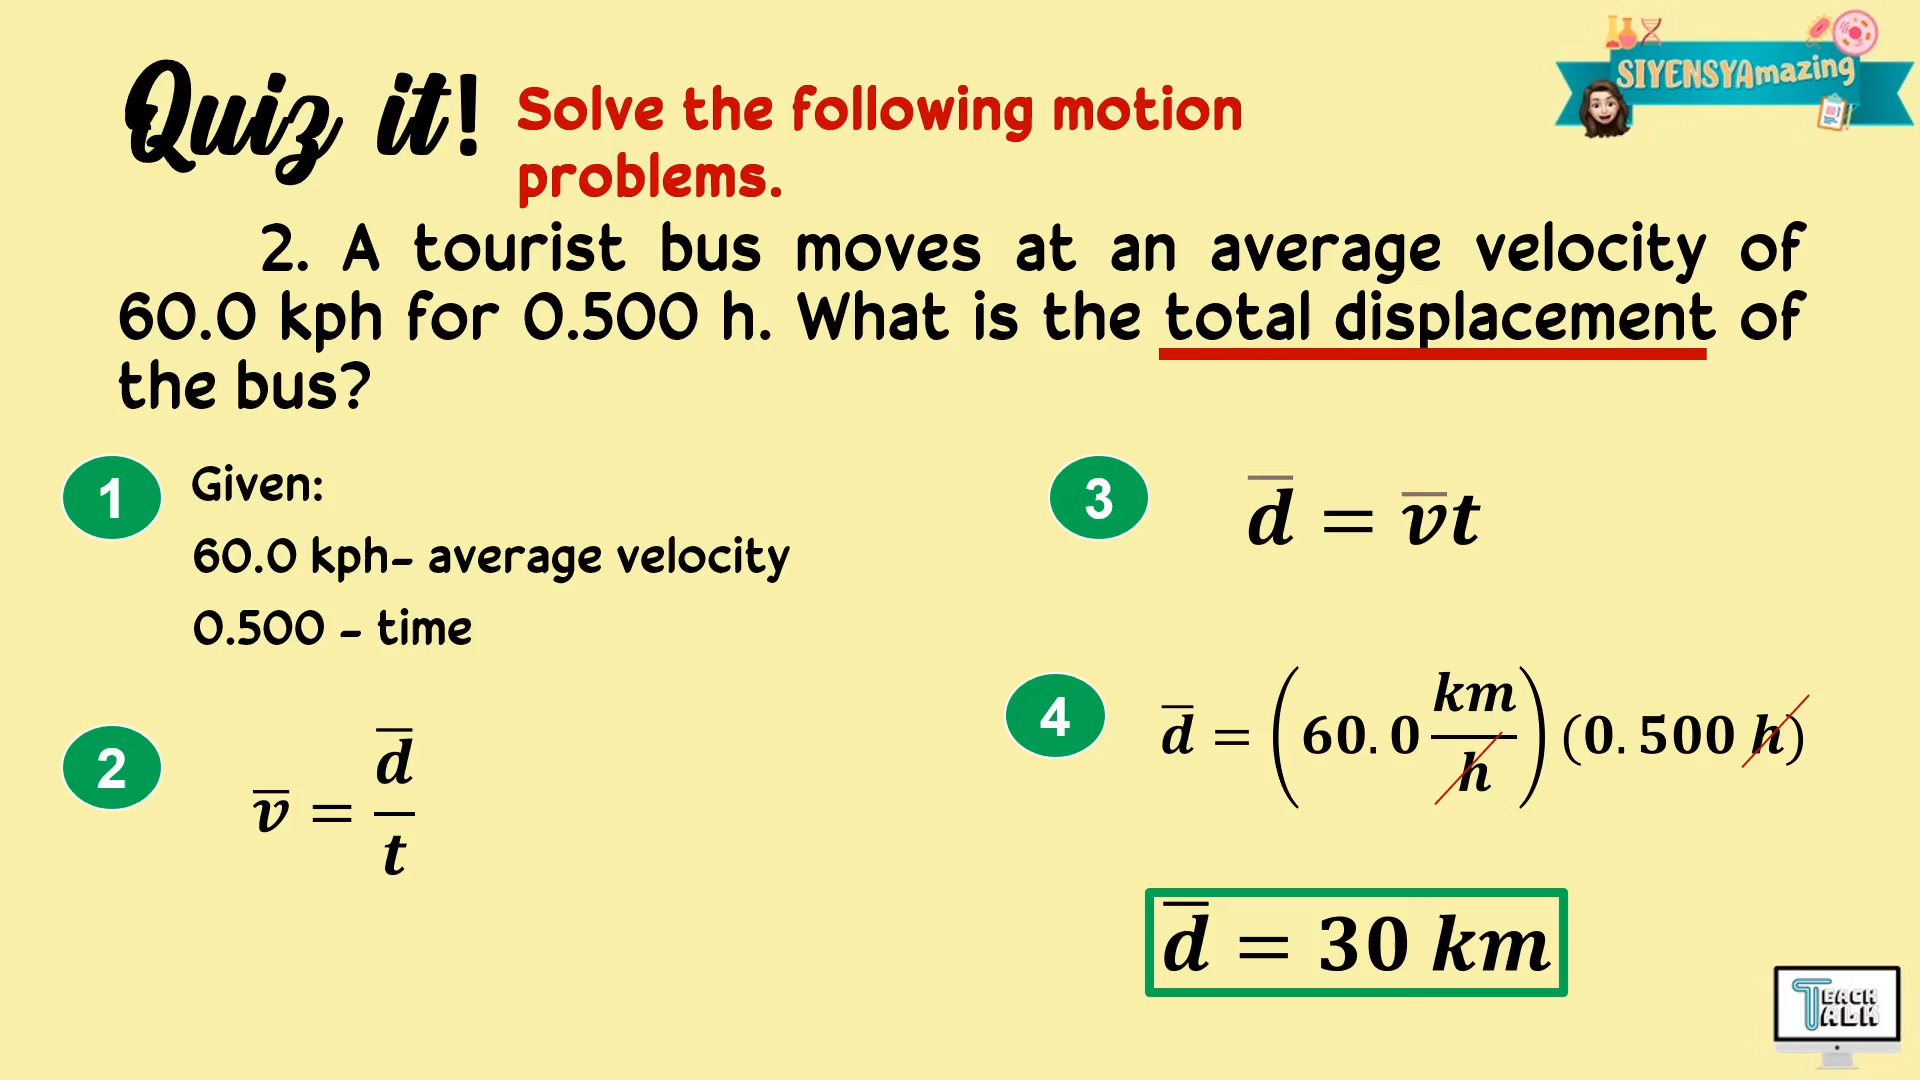 Quiz it!
Solve the following motion
problems.
SIYENSYAmazing
2. A tourist bus moves at an average velocity of
60.0 kph for 0.500 h. What is the total displacement of
the bus?
1
Given:
60.0 kph- average velocity
0.500 - time
2
v̅ = d̅/t
3
d̅ = v̅t
4
d̅ = (60.0 km/h)(0.500 h)
d̅ = 30 km
TEACH
TALK